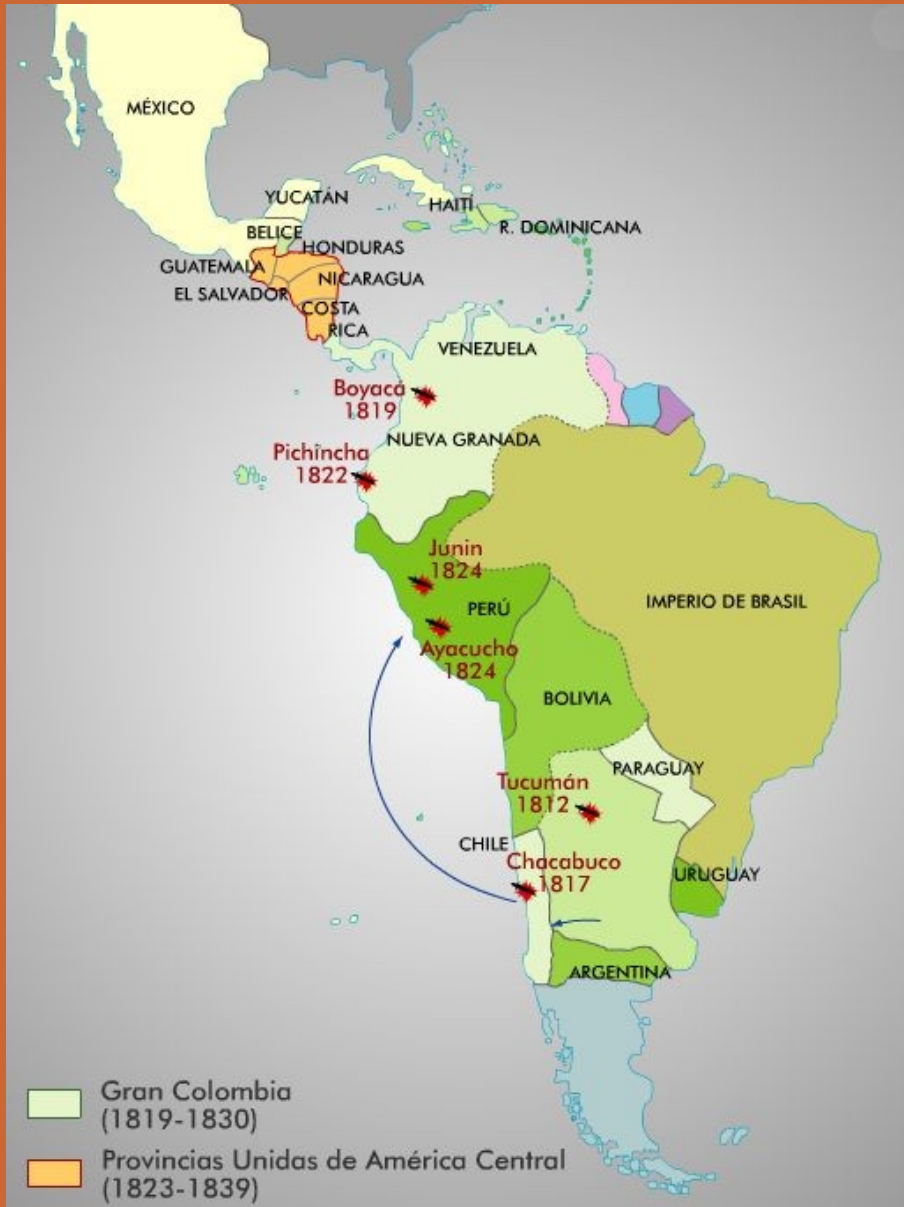 MÉXICO
YUCATÁN
HAITÍ
R. DOMINICANA
BELICE
HONDURAS
GUATEMALA
NICARAGUA
EL SALVADOR
COSTA
RICA
VENEZUELA
Boyacá
1819
NUEVA GRANADA
Pichincha
1822
Junin
1824
PERÚ
IMPERIO DE BRASIL
Ayacucho
1824
BOLIVIA
PARAGUAY
Tucumán
1812
CHILE
Chacabuco
1817
URUGUAY
ARGENTINA
Gran Colombia
(1819-1830)
Provincias Unidas de América Central
(1823-1839)